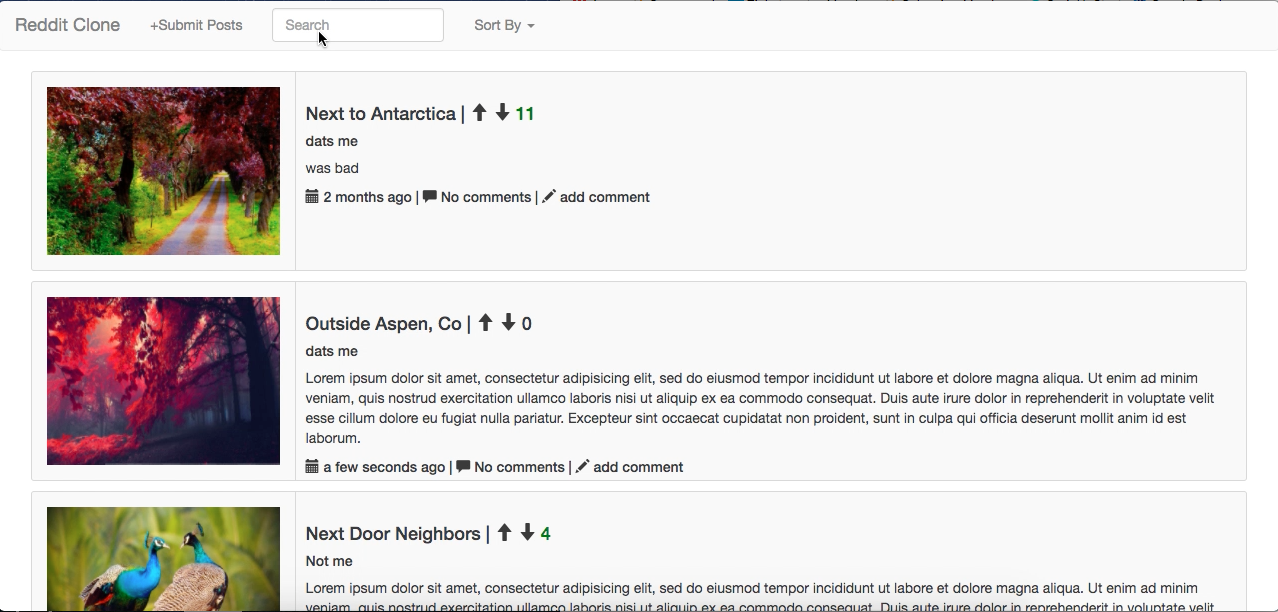 Reddit Clone +Submit Posts Search Sort By
Next to Antarctica | 11
dats me
was bad
2 months ago | No comments | add comment
Outside Aspen, Co | 0
dats me
Lorem ipsum dolor sit amet, consectetur adipisicing elit, sed do eiusmod tempor incididunt ut labore et dolore magna aliqua. Ut enim ad minim
veniam, quis nostrud exercitation ullamco laboris nisi ut aliquip ex ea commodo consequat. Duis aute irure dolor in reprehenderit in voluptate velit
esse cillum dolore eu fugiat nulla pariatur. Excepteur sint occaecat cupidatat non proident, sunt in culpa qui officia deserunt mollit anim id est
laborum.
a few seconds ago | No comments | add comment
Next Door Neighbors | 4
Not me
Lorem ipsum dolor sit amet, consectetur adipisicing elit, sed do eiusmod tempor incididunt ut labore et dolore magna aliqua. Ut enim ad minim
veniam, quis nostrud exercitation ullamco laboris nisi ut aliquip ex ea commodo consequat. Duis aute irure dolor in reprehenderit in voluptate velit